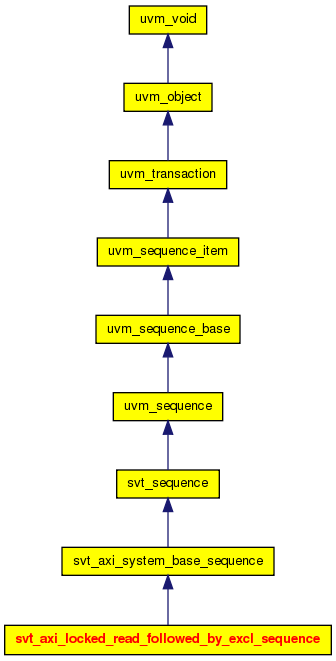 uvm_void
uvm_object
uvm_transaction
uvm_sequence_item
uvm_sequence_base
uvm_sequence
svt_sequence
svt_axi_system_base_sequence
svt_axi_locked_read_followed_by_excl_sequence